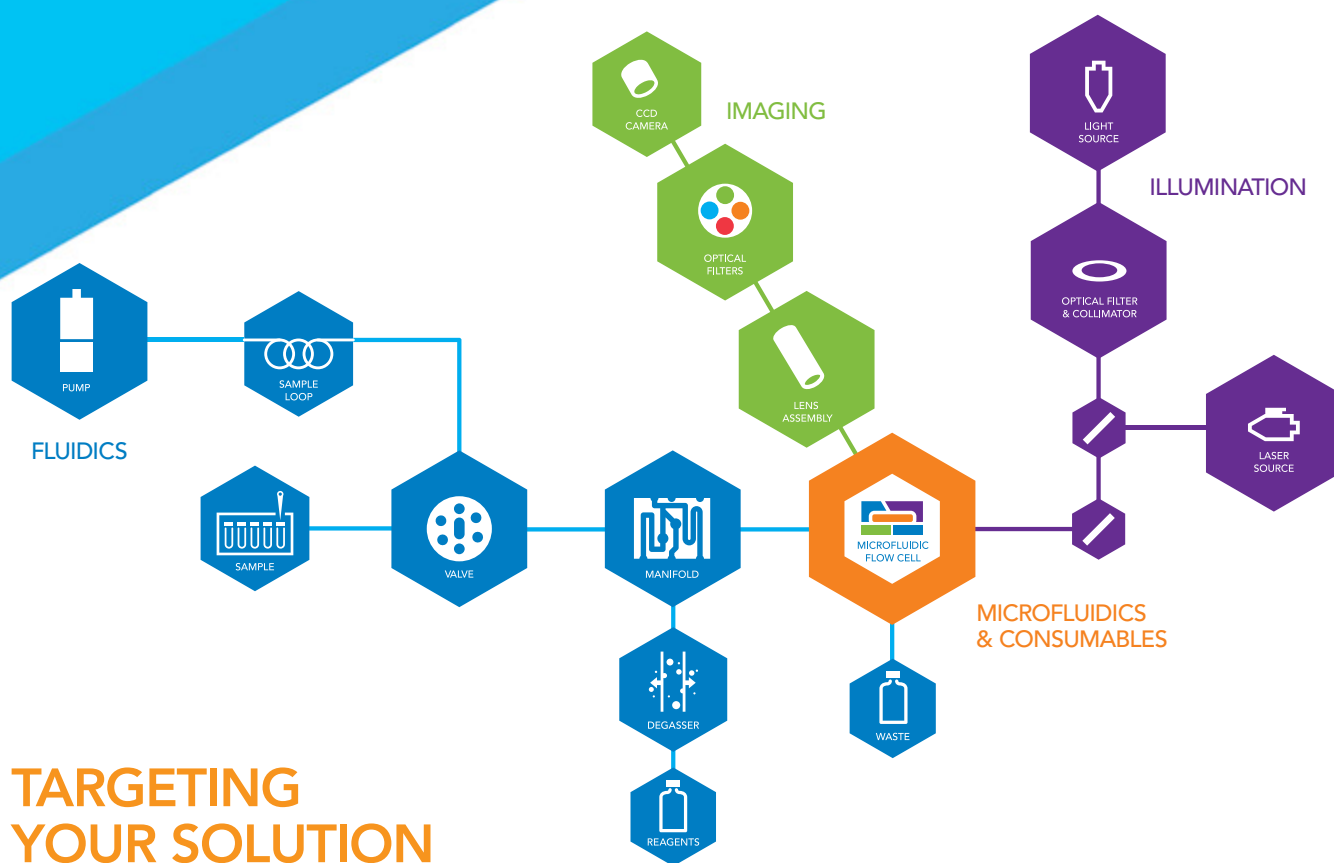 CCD
CAMERA
IMAGING
LIGHT
SOURCE
ILLUMINATION
OPTICAL
FILTERS
OPTICAL FILTER
& COLLIMATOR
PUMP
SAMPLE
LOOP
LENS
ASSEMBLY
FLUIDICS
LASER
SOURCE
SAMPLE
VALVE
MANIFOLD
MICROFLUIDIC
FLOW CELL
MICROFLUIDICS
& CONSUMABLES
DEGASSER
WASTE
REAGENTS
TARGETING
YOUR SOLUTION